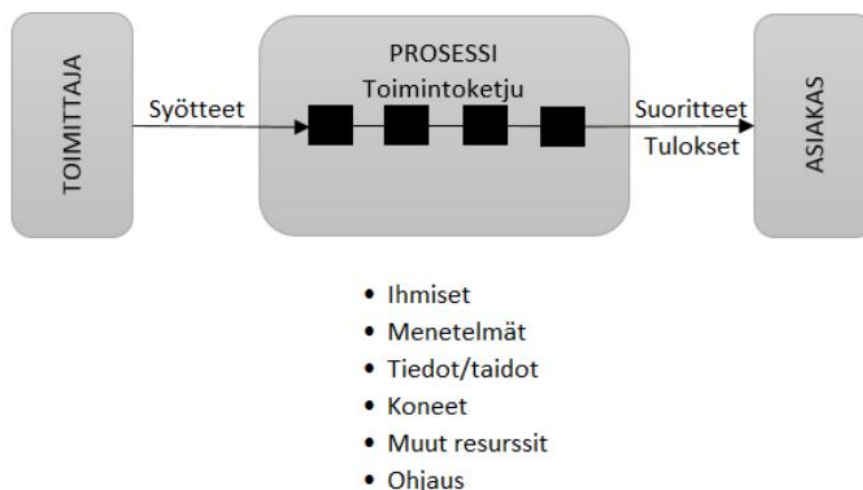 TOIMITTAJA
Syötteet
PROSESSI
Toimintoketju
Suoritteet
Tulokset
ASIAKAS
• Ihmiset
• Menetelmät
• Tiedot/taidot
• Koneet
• Muut resurssit
• Ohjaus